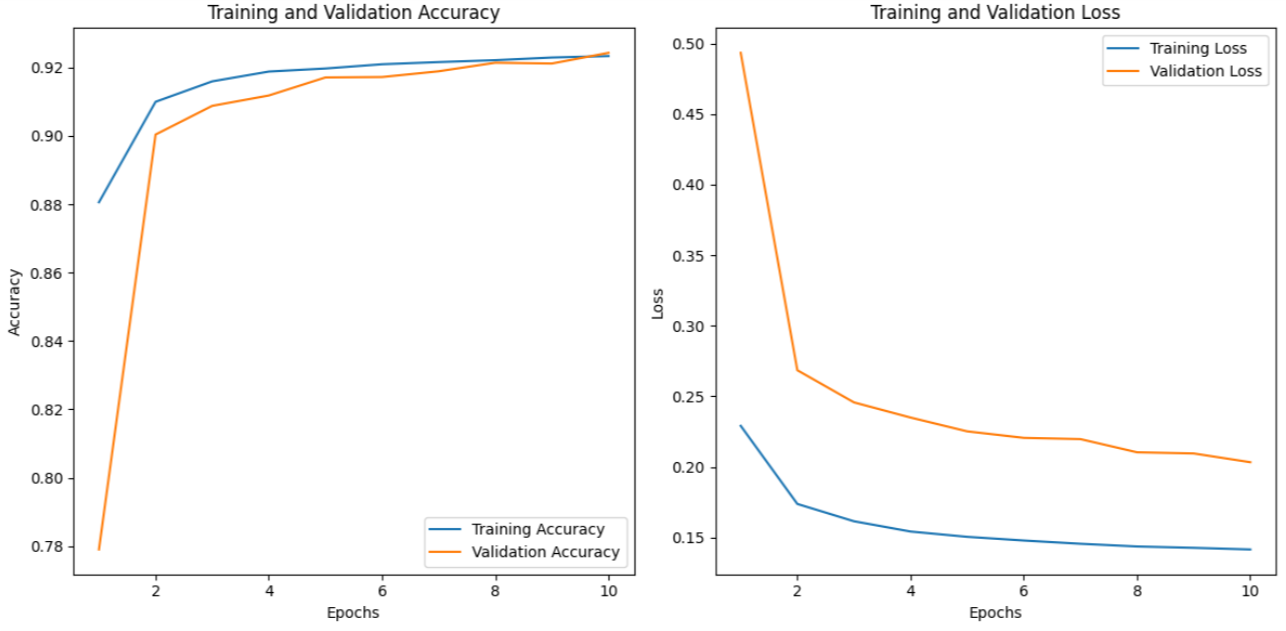 Training and Validation Accuracy
0.92
0.90
0.88
0.86
0.84
0.82
0.80
0.78
Accuracy
Training Accuracy
Validation Accuracy
2 4 6 8 10
Epochs
Training and Validation Loss
0.50
0.45
0.40
0.35
0.30
0.25
0.20
0.15
Loss
Training Loss
Validation Loss
2 4 6 8 10
Epochs